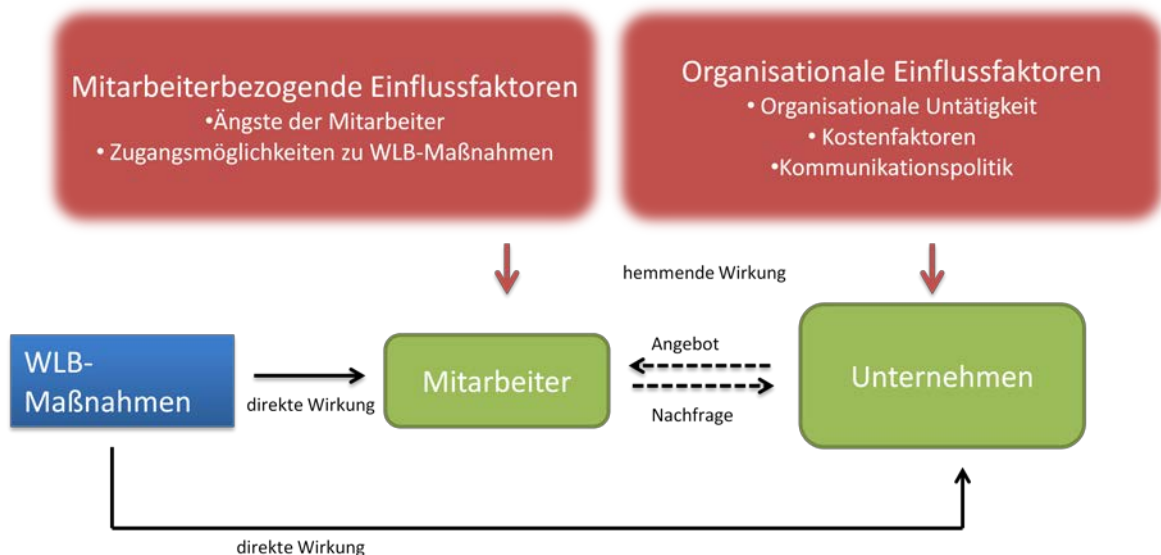 Mitarbeiterbezogende Einflussfaktoren
•Ängste der Mitarbeiter
• Zugangsmöglichkeiten zu WLB-Maßnahmen
Organisationale Einflussfaktoren
• Organisationale Untätigkeit
• Kostenfaktoren
•Kommunikationspolitik
hemmende Wirkung
WLB-
Maßnahmen
direkte Wirkung
Mitarbeiter
Angebot
Nachfrage
Unternehmen
direkte Wirkung